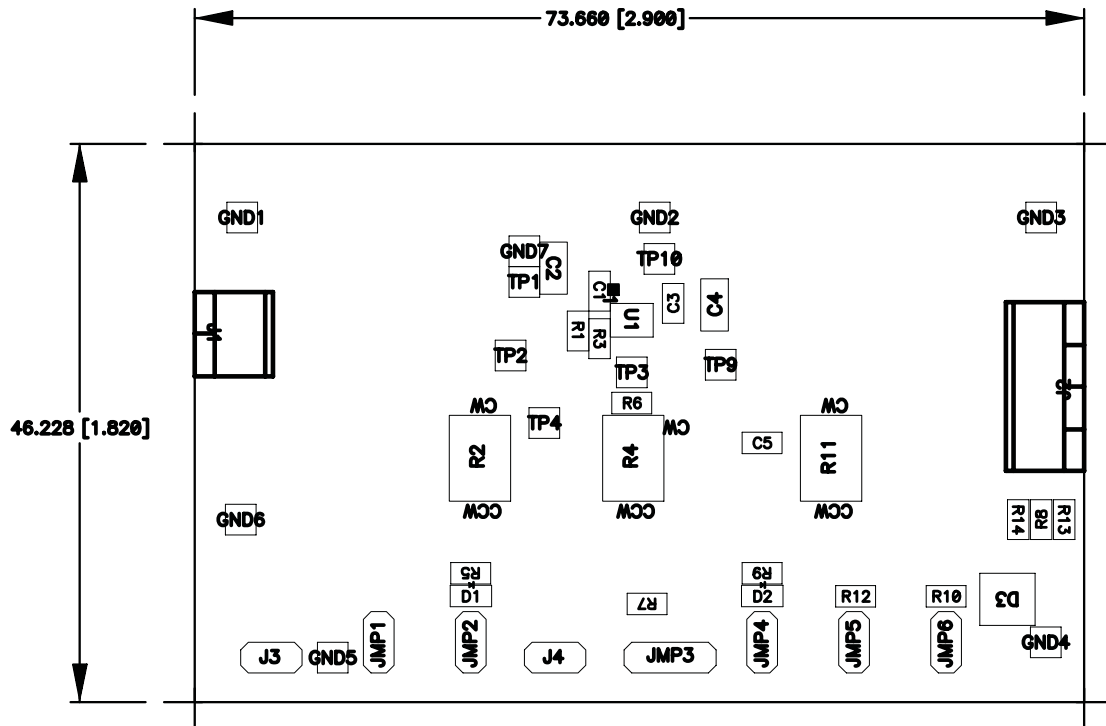 73.660 [2.900]
GND1
GND2
GND3
GND7
TP10
TP1
C2
C1
C3
C4
1
U1
J1
R1
R3
TP2
TP3
TP9
46.228 [1.820]
CW
R6
CW
TP4
CW
R2
R4
C5
R11
CCW
CCW
CCW
GND6
R14
R8
R13
R5
*
D1
R9
*
D2
R7
R12
R10
D3
J3
GND5
JMP1
JMP2
J4
JMP3
JMP4
JMP5
JMP6
GND4